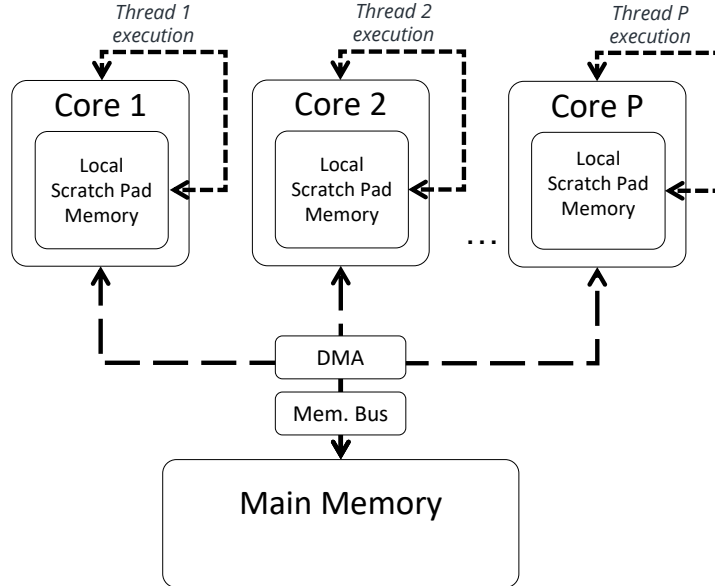 Thread 1
execution
Thread 2
execution
Thread P
execution
Core 1
Core 2
Core P
Local
Scratch Pad
Memory
Local
Scratch Pad
Memory
Local
Scratch Pad
Memory
...
DMA
Mem. Bus
Main Memory